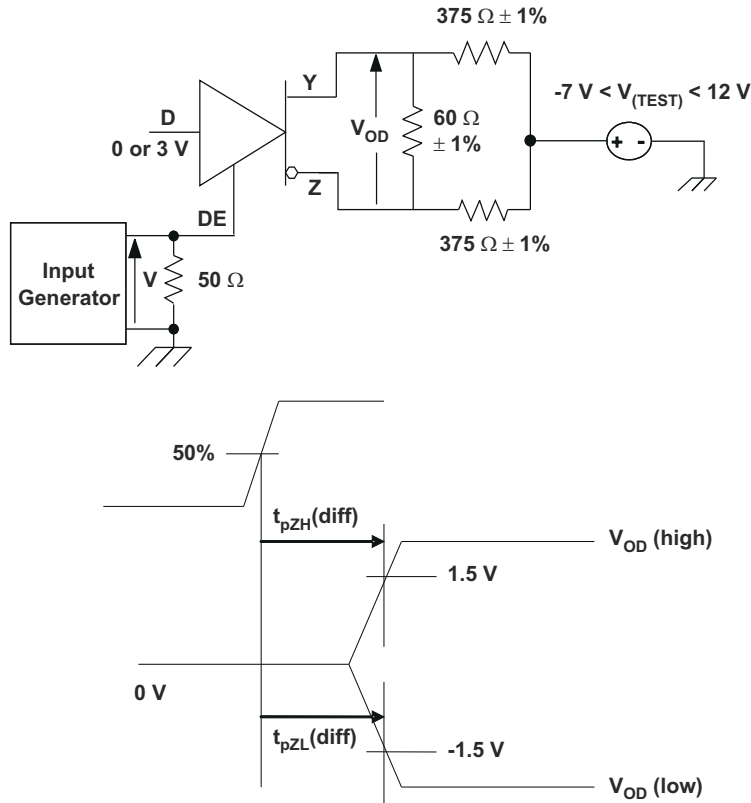 375 Ω ± 1%
Y
-7 V < V(TEST) < 12 V
D
0 or 3 V
VOD
60 Ω
± 1%
+ -
Z
DE
375 Ω ± 1%
Input
Generator
V
50 Ω
50%
tpZH(diff)
VOD (high)
1.5 V
0 V
tpZL(diff)
-1.5 V
VOD (low)